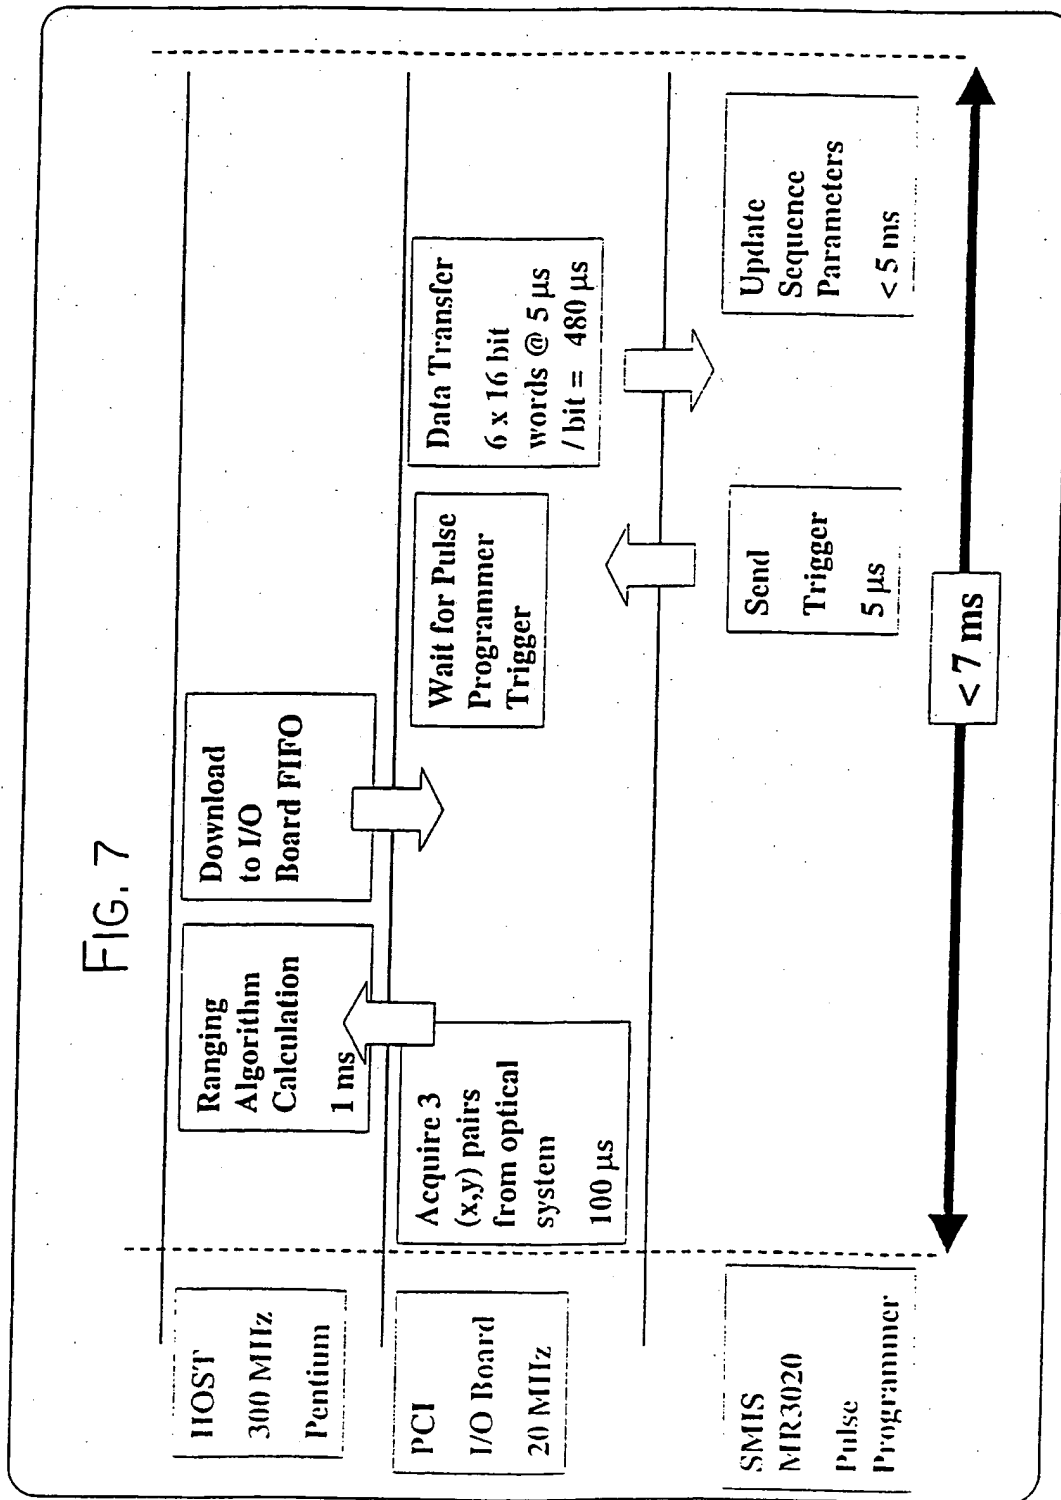 FIG. 7
HOST
300 MHz
Pentium
Ranging
Algorithm
Calculation
1 ms
Download
to I/O
Board FIFO
PCI
I/O Board
20 MHz
Acquire 3
(x,y) pairs
from optical
system
100 µs
Wait for Pulse
Programmer
Trigger
Data Transfer
6 x 16 bit
words @ 5 µs
/ bit = 480 µs
SMIS
MR3020
Pulse
Programmer
Send
Trigger
5 µs
Update
Sequence
Parameters
< 5 ms
< 7 ms